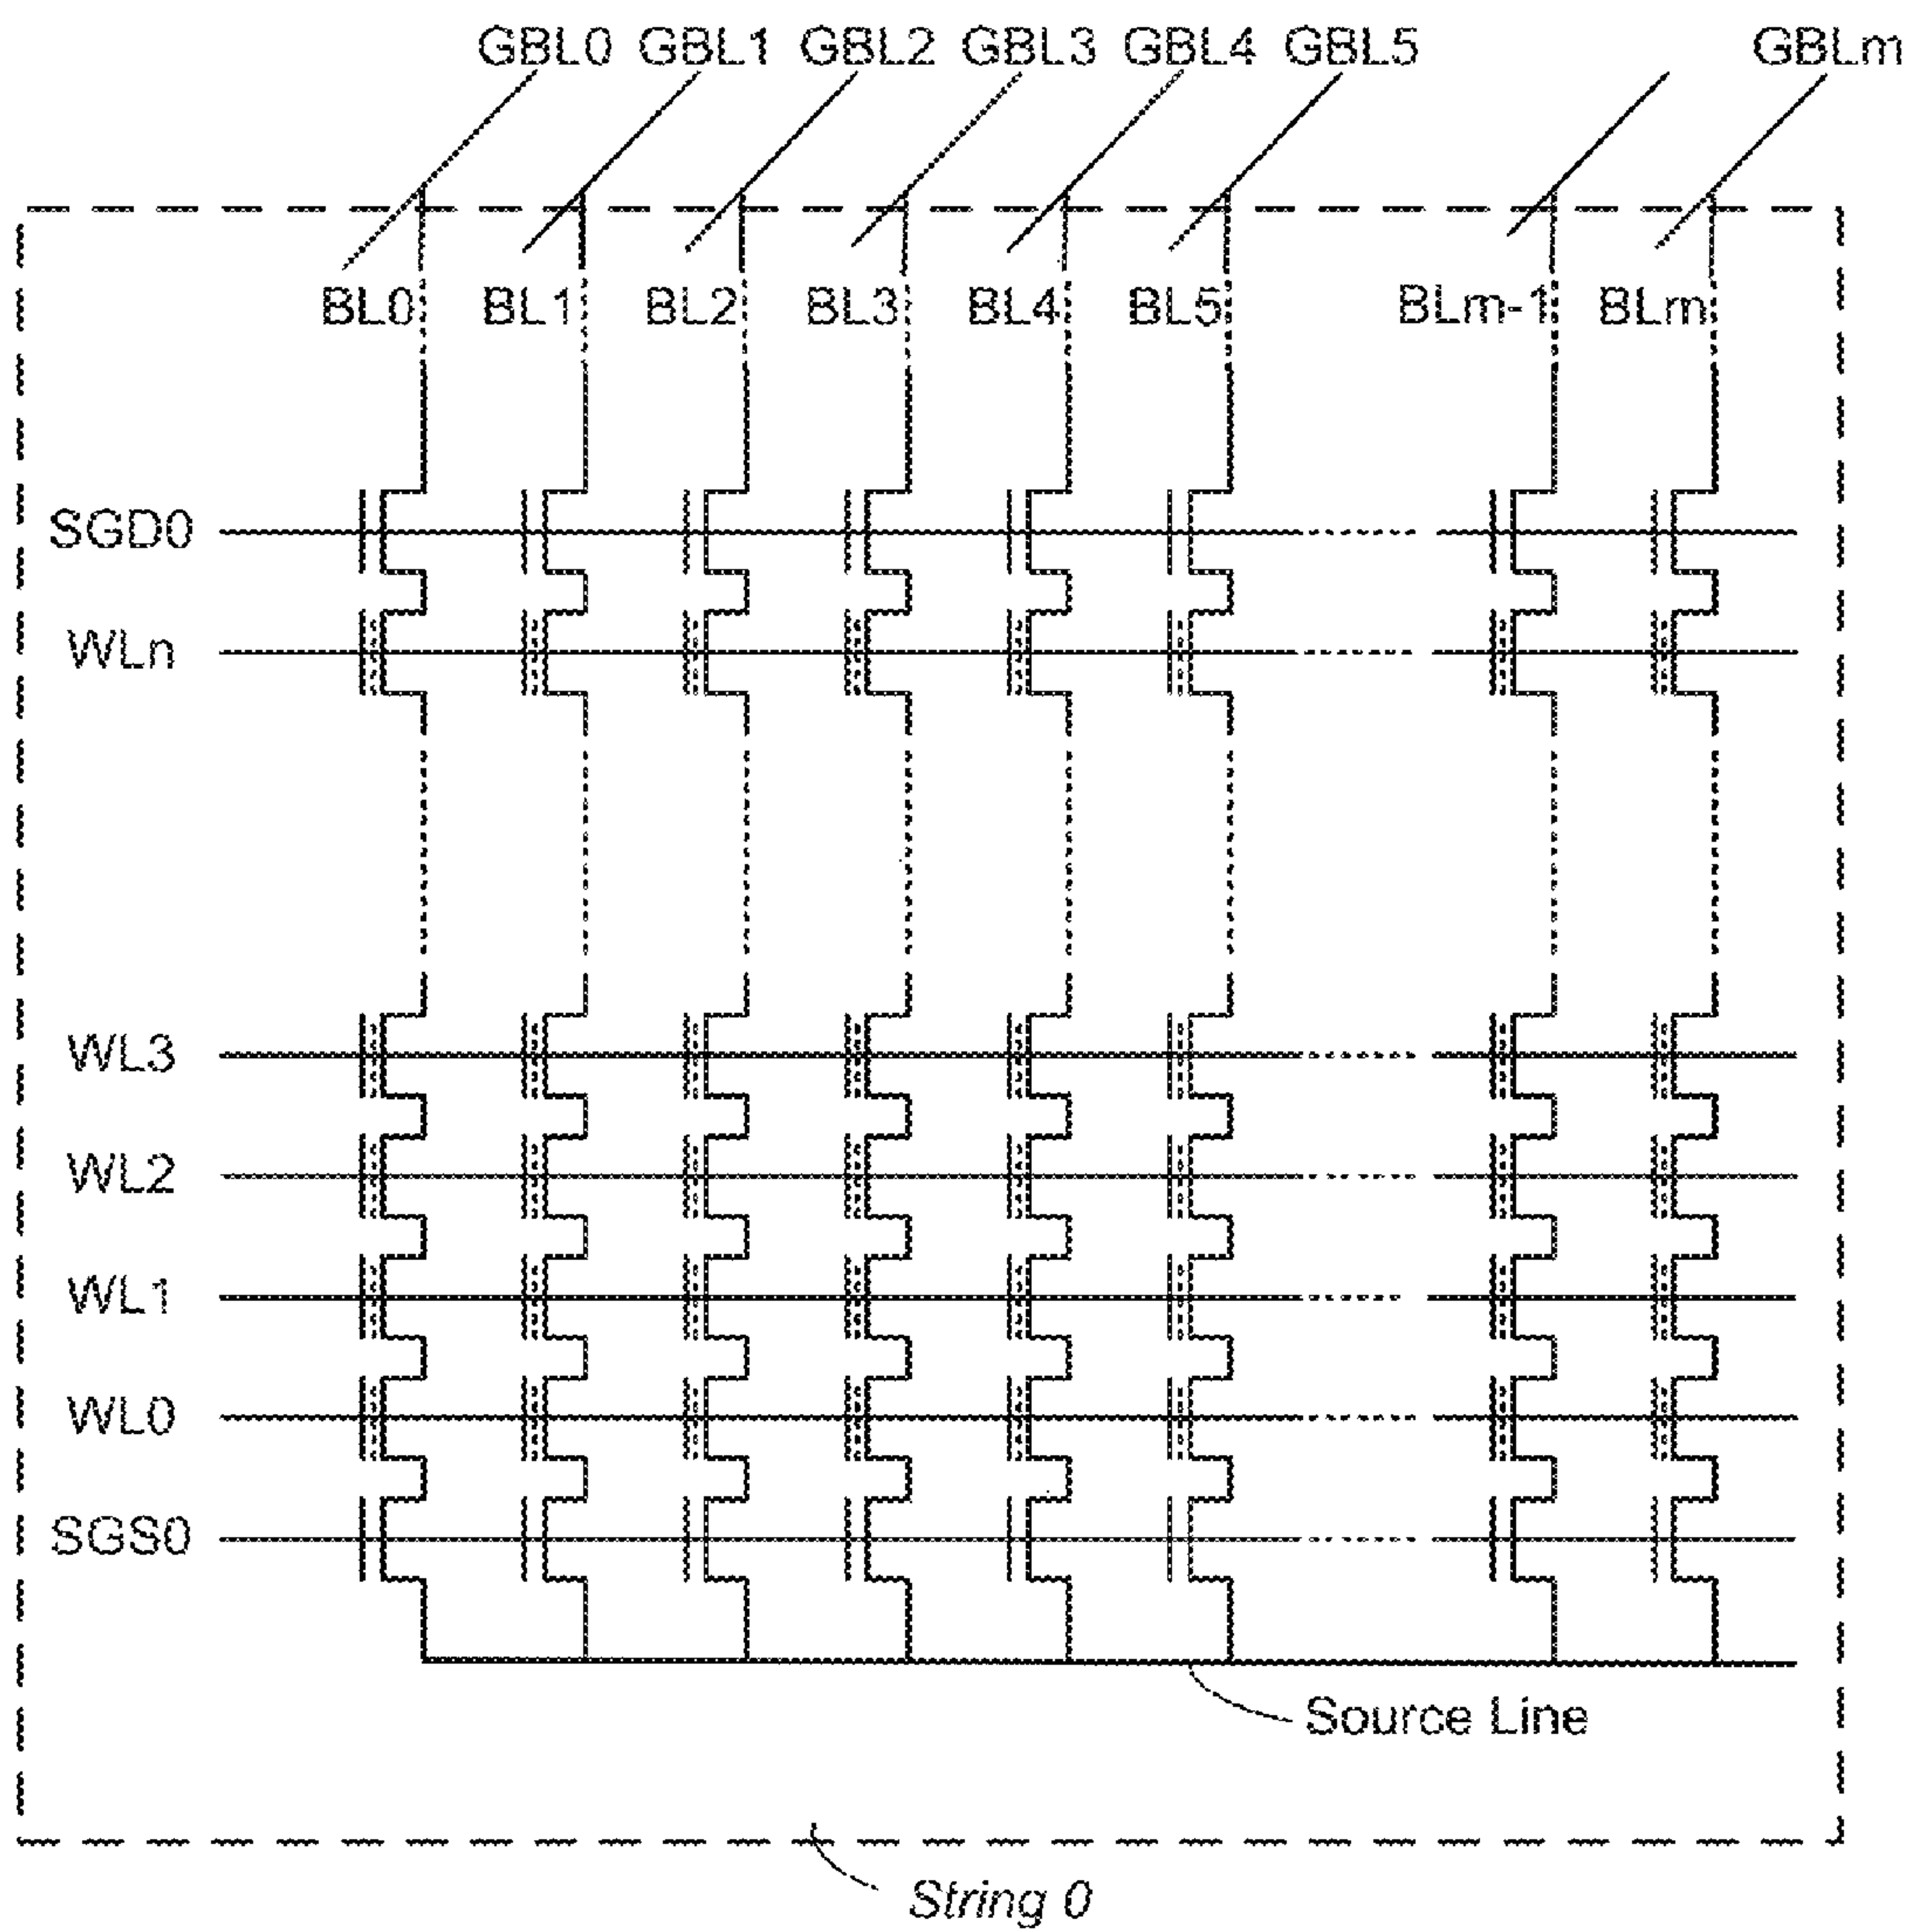 GBL0 GBL1 GBL2 GBL3 GBL4 GBL5 GBLm
BL0 BL1 BL2 BL3 BL4 BL5 BLm-1 BLm
SGD0
WLn
WL3
WL2
WL1
WL0
SGS0
Source Line
String 0